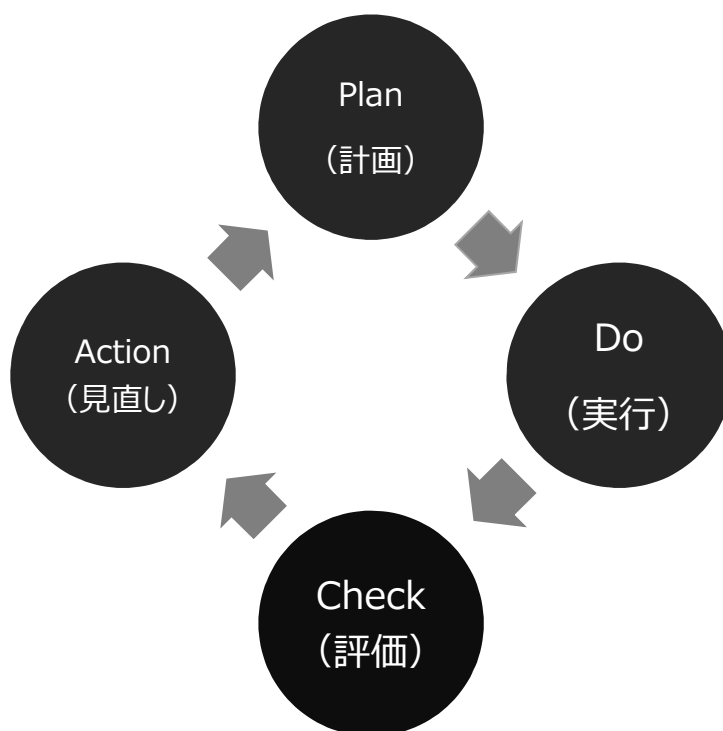 Plan
（計画）
Do
（実行）
Check
（評価）
Action
（見直し）